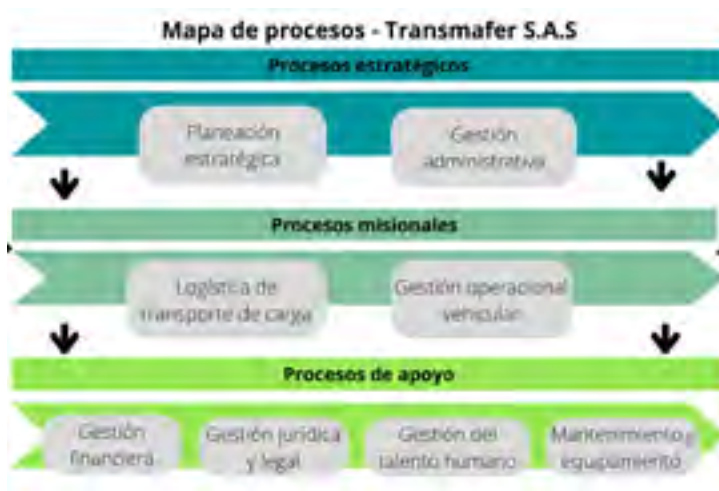 Mapa de procesos - Transmafer S.A.S
Procesos estratégicos
Planeación
estratégica
Gestión
administrativa
Procesos misionales
Logística de
transporte de carga
Gestión operacional
vehicular
Procesos de apoyo
Gestión
financiera
Gestión jurídica
y legal
Gestión del
talento humano
Mantenimiento y
equipamiento